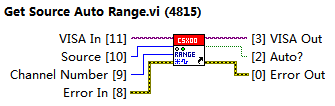 Get Source Auto Range.vi (4815)
VISA In [11]
Source [10]
Channel Number [9]
Error In [8]
CSX00
RANGE
[3] VISA Out
[2] Auto?
[0] Error Out